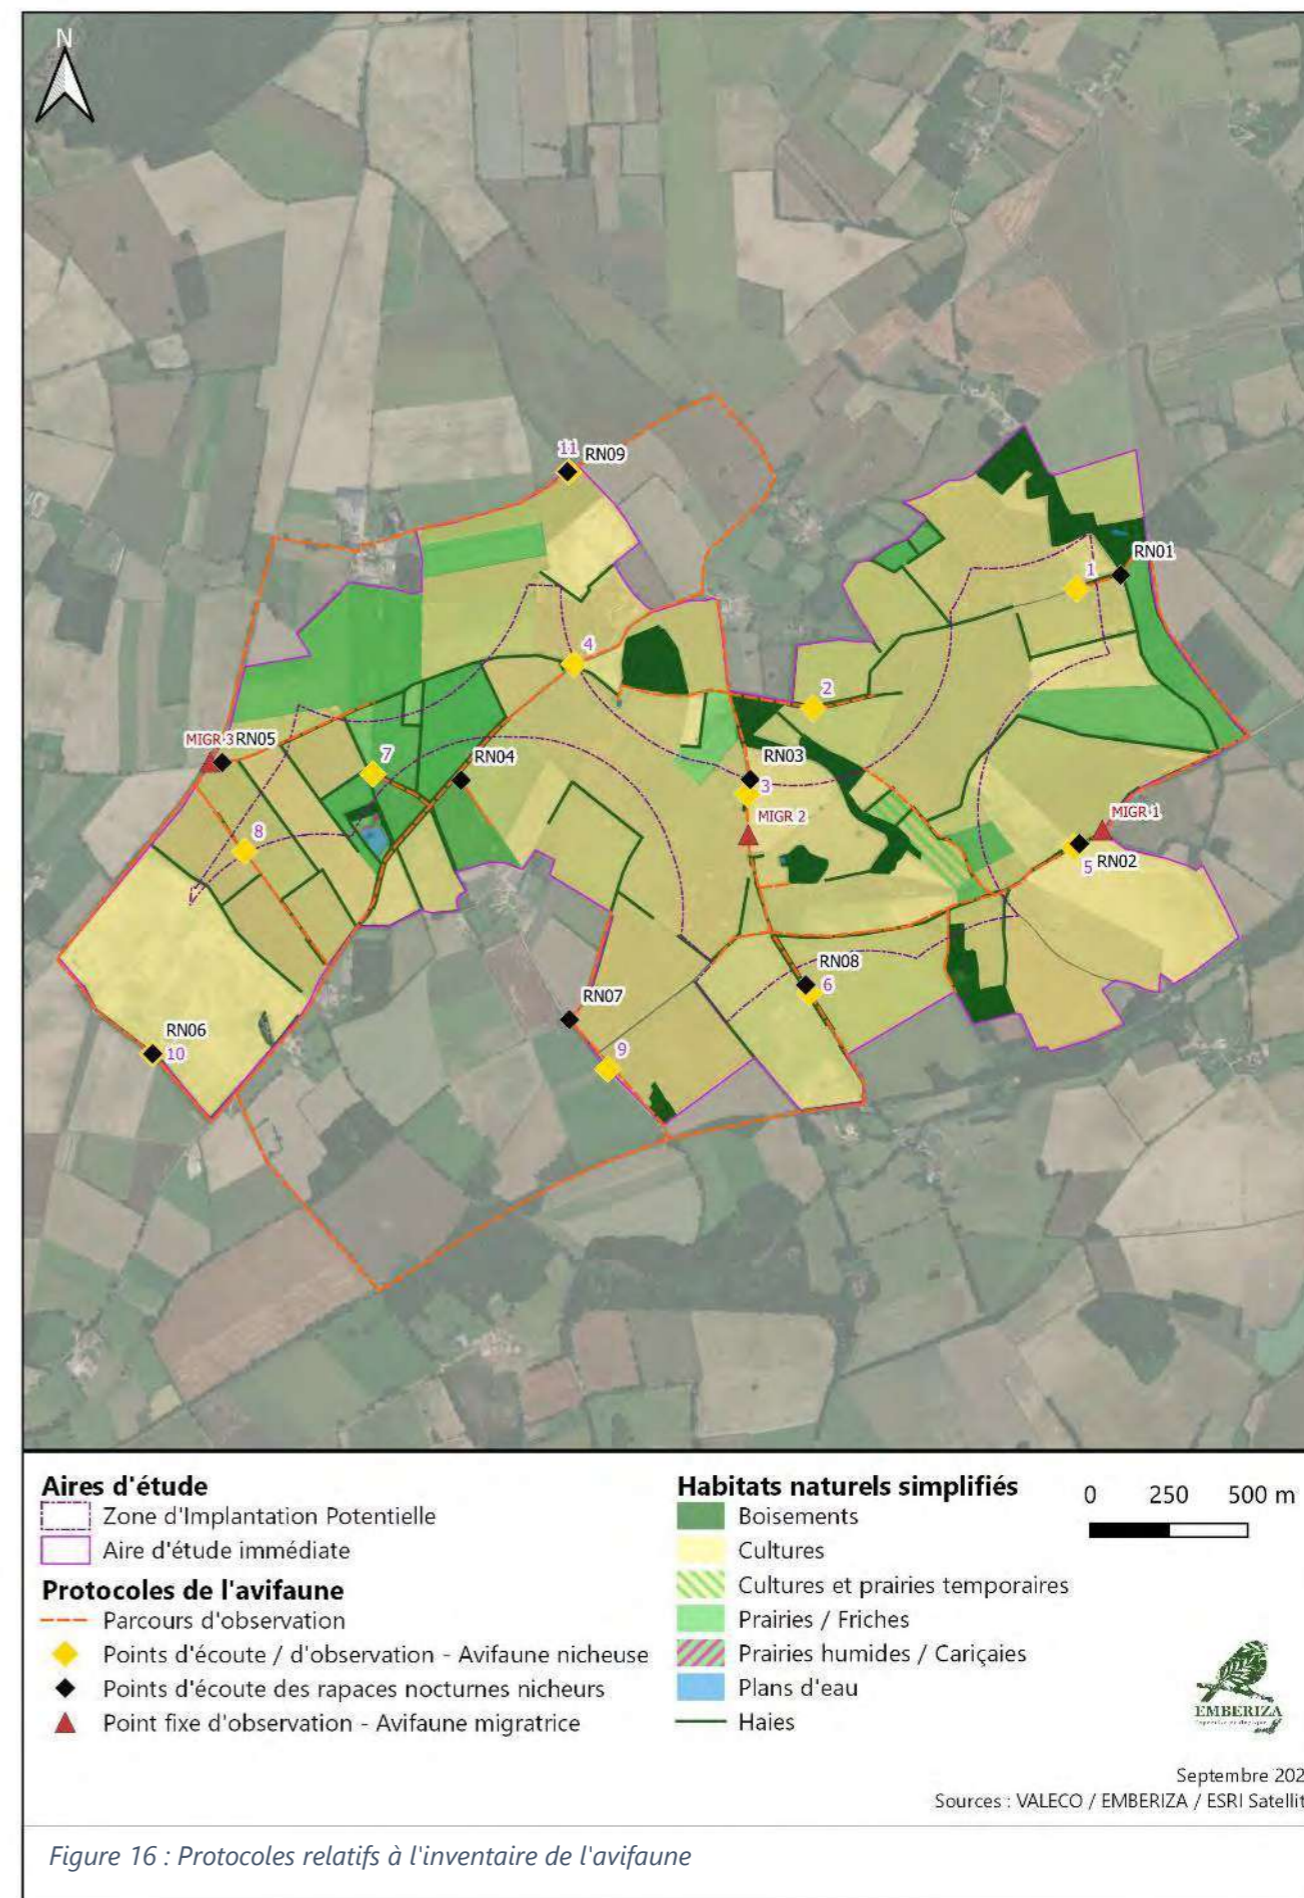 N
11 RN09
RN01
1
4
2
MIGR 3 RN05
7
RN04
RN03
3
MIGR 2
MIGR 1
8
5 RN02
RN08
6
RN07
RN06
10
9
Aires d'étude
Zone d'Implantation Potentielle
Aire d'étude immédiate
Protocoles de l'avifaune
Parcours d'observation
Points d'écoute / d'observation - Avifaune nicheuse
Points d'écoute des rapaces nocturnes nicheurs
Point fixe d'observation - Avifaune migratrice
Habitats naturels simplifiés
Boisements
Cultures
Cultures et prairies temporaires
Prairies / Friches
Prairies humides / Cariçaies
Plans d'eau
Haies
0 250 500 m
EMBERIZA
Septembre 202
Sources : VALECO / EMBERIZA / ESRI Satellit
Figure 16 : Protocoles relatifs à l'inventaire de l'avifaune